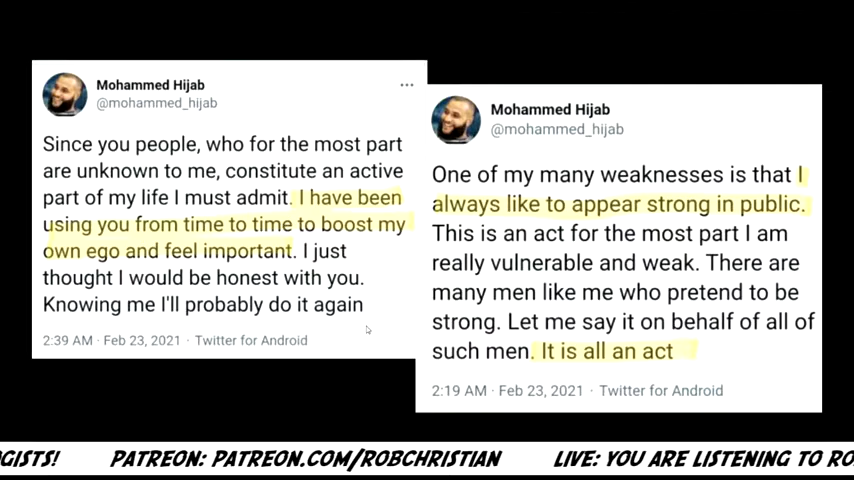 Mohammed Hijab
@mohammed_hijab
Since you people, who for the most part
are unknown to me, constitute an active
part of my life I must admit. I have been
using you from time to time to boost my
own ego and feel important. I just
thought I would be honest with you.
Knowing me I'll probably do it again
2:39 AM · Feb 23, 2021 · Twitter for Android
Mohammed Hijab
@mohammed_hijab
One of my many weaknesses is that I
always like to appear strong in public.
This is an act for the most part I am
really vulnerable and weak. There are
many men like me who pretend to be
strong. Let me say it on behalf of all of
such men. It is all an act
2:19 AM · Feb 23, 2021 · Twitter for Android
GISTS! PATREON: PATREON.COM/ROBCHRISTIAN LIVE: YOU ARE LISTENING TO RO